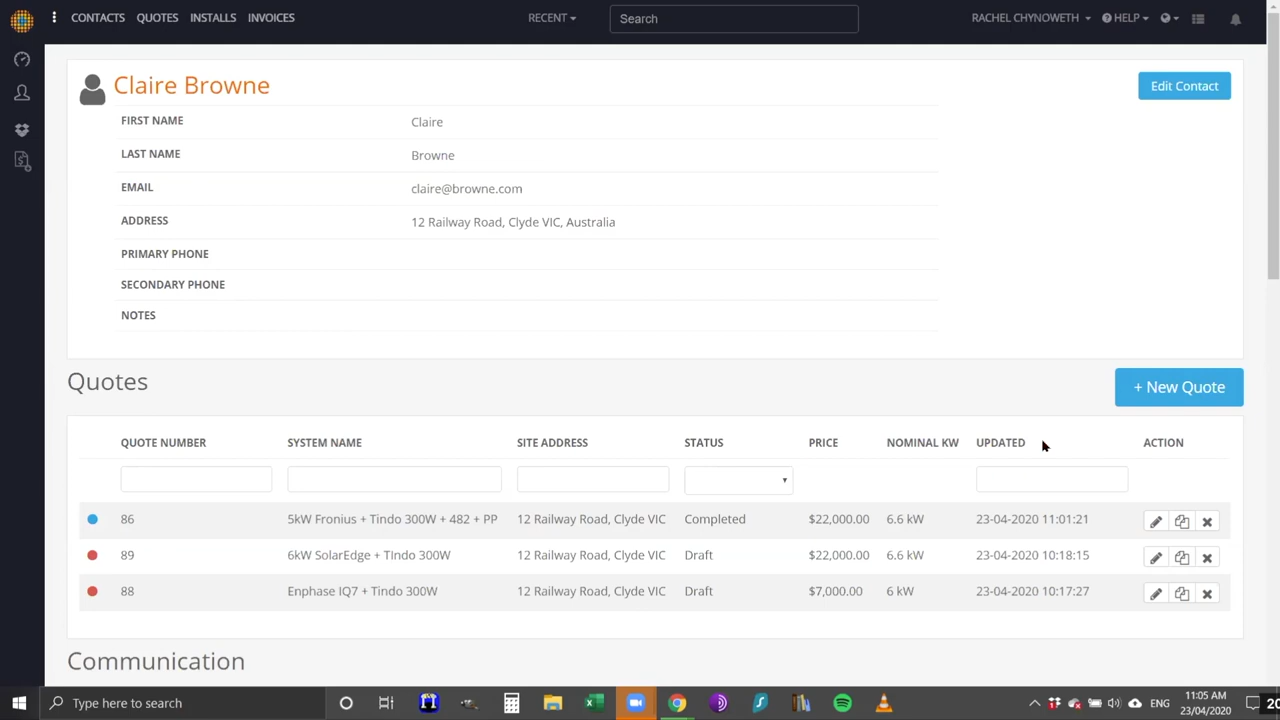 CONTACTS QUOTES INSTALLS INVOICES RECENT Search RACHEL CHYNOWETH HELP
Claire Browne
Edit Contact
FIRST NAME Claire
LAST NAME Browne
EMAIL claire@browne.com
ADDRESS 12 Railway Road, Clyde VIC, Australia
PRIMARY PHONE
SECONDARY PHONE
NOTES
Quotes
+ New Quote
QUOTE NUMBER SYSTEM NAME SITE ADDRESS STATUS PRICE NOMINAL KW UPDATED ACTION
86 5kW Fronius + Tindo 300W + 482 + PP 12 Railway Road, Clyde VIC Completed $22,000.00 6.6 kW 23-04-2020 11:01:21
89 6kW SolarEdge + TIndo 300W 12 Railway Road, Clyde VIC Draft $22,000.00 6.6 kW 23-04-2020 10:18:15
88 Enphase IQ7 + Tindo 300W 12 Railway Road, Clyde VIC Draft $7,000.00 6 kW 23-04-2020 10:17:27
Communication
Type here to search
ENG
11:05 AM
23/04/2020
20